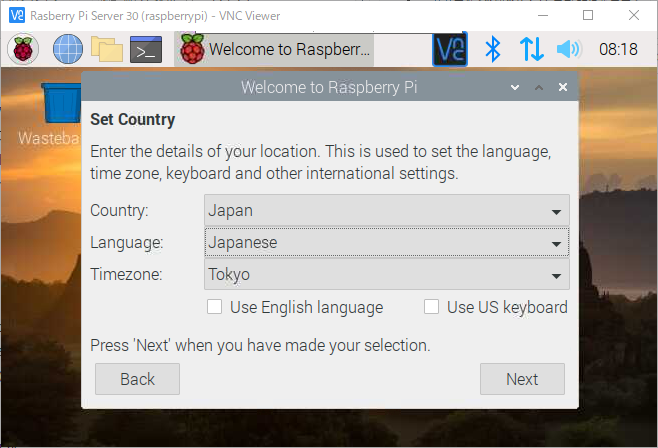 Rasberry Pi Server 30 (raspberrypi) - VNC Viewer
Welcome to Raspberr...
08:18
Welcome to Raspberry Pi
Set Country
Enter the details of your location. This is used to set the language,
time zone, keyboard and other international settings.
Country:
Japan
Language:
Japanese
Timezone:
Tokyo
Use English language
Use US keyboard
Press 'Next' when you have made your selection.
Back
Next